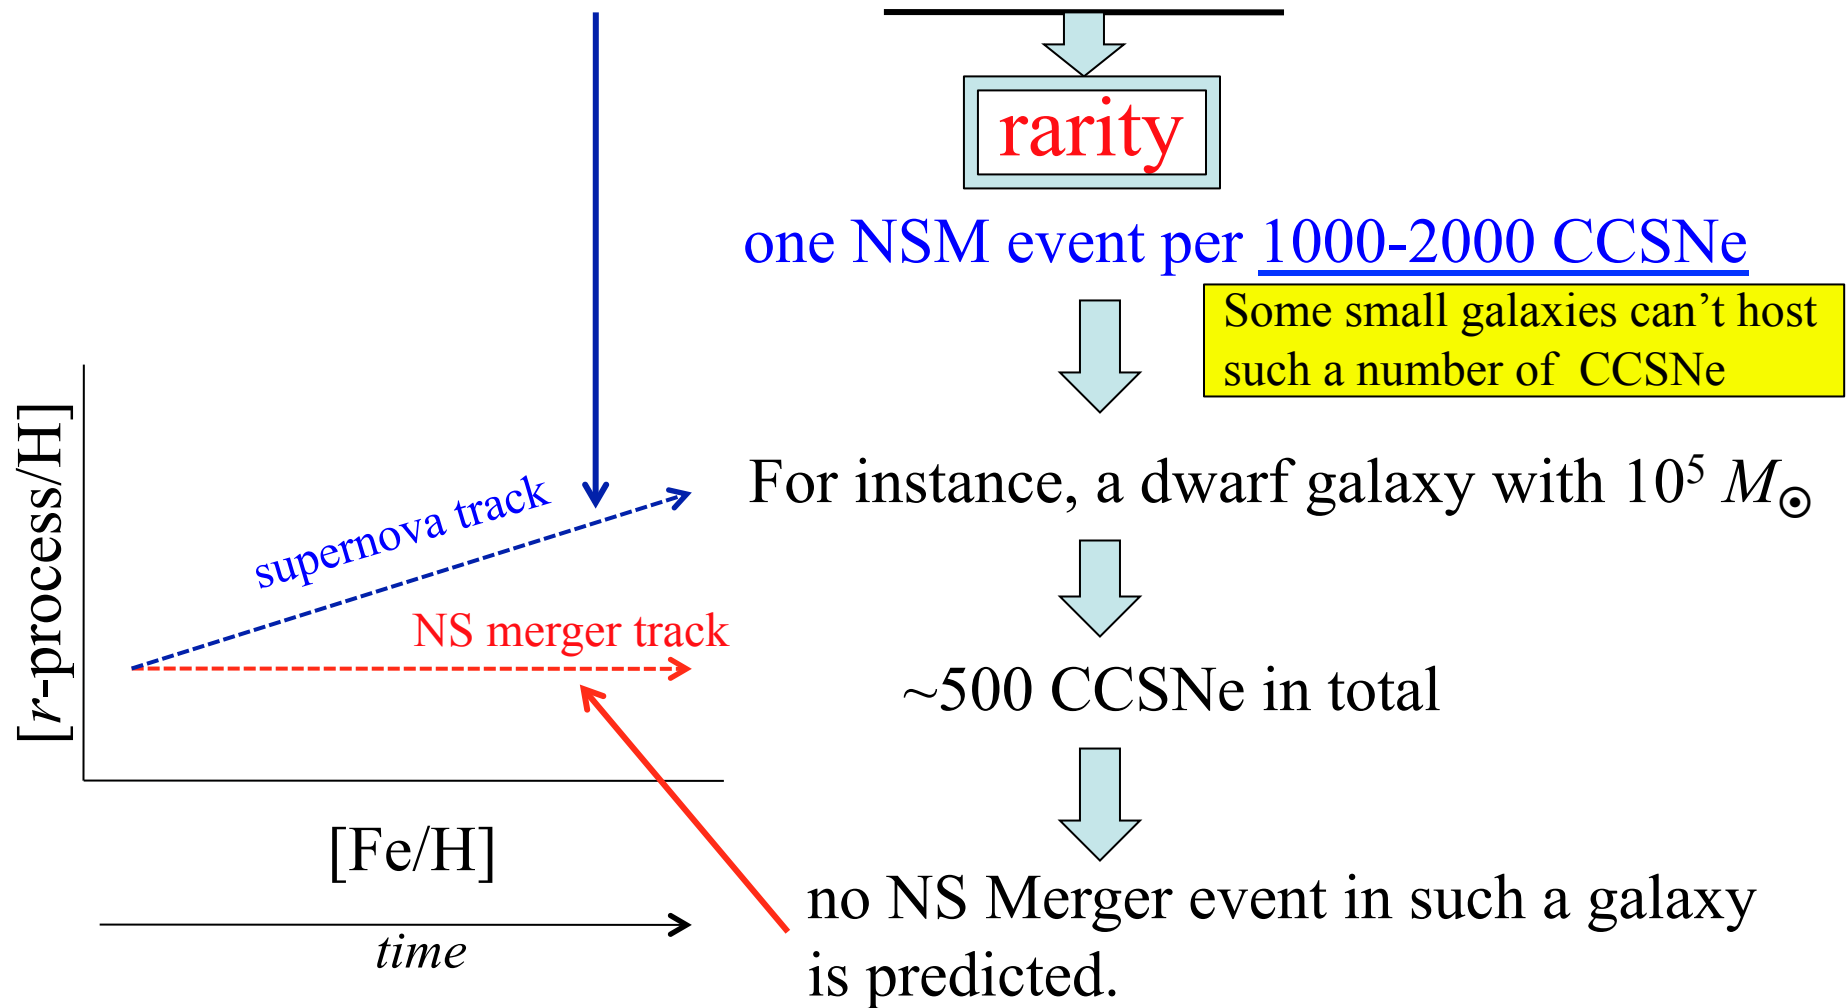 rarity
one NSM event per 1000-2000 CCSNe
Some small galaxies can’t host
such a number of CCSNe
For instance, a dwarf galaxy with 10⁵ M☉
~500 CCSNe in total
no NS Merger event in such a galaxy
is predicted.
[r-process/H]
supernova track
NS merger track
[Fe/H]
time